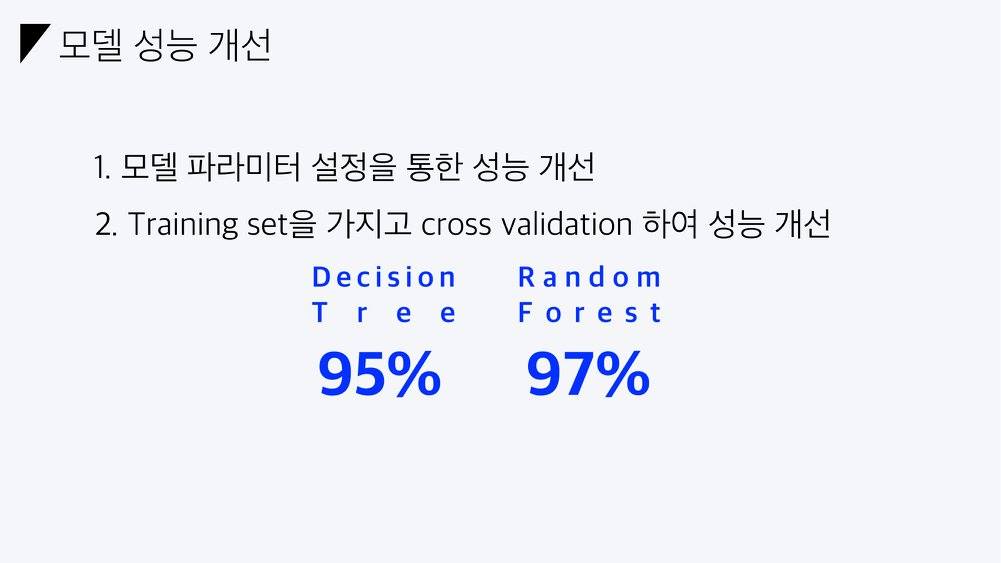 모델 성능 개선
1. 모델 파라미터 설정을 통한 성능 개선
2. Training set을 가지고 cross validation 하여 성능 개선
Decision Random
Tree Forest
95% 97%